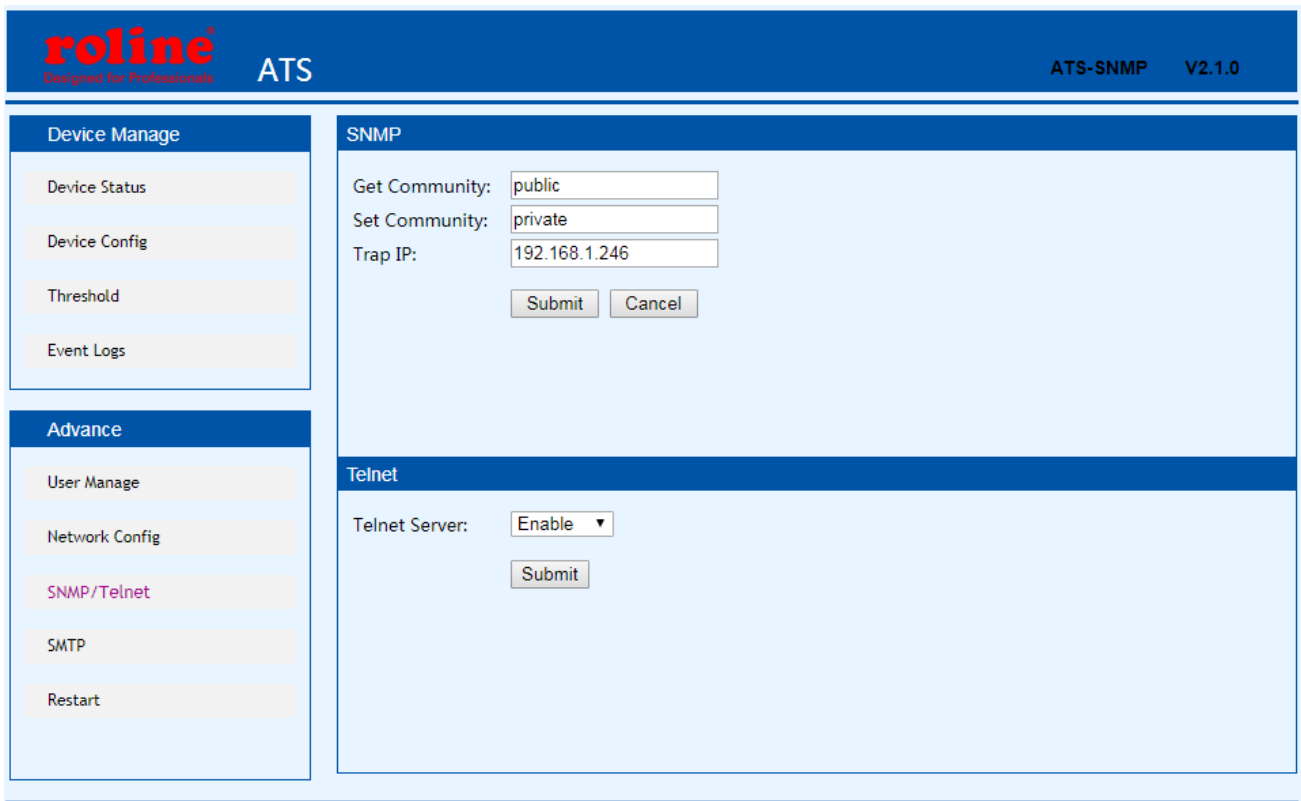 roline
Designed for Professionals
ATS
ATS-SNMP V2.1.0
Device Manage
Device Status
Device Config
Threshold
Event Logs
Advance
User Manage
Network Config
SNMP/Telnet
SMTP
Restart
SNMP
Get Community: public
Set Community: private
Trap IP: 192.168.1.246
Submit Cancel
Telnet
Telnet Server: Enable
Submit